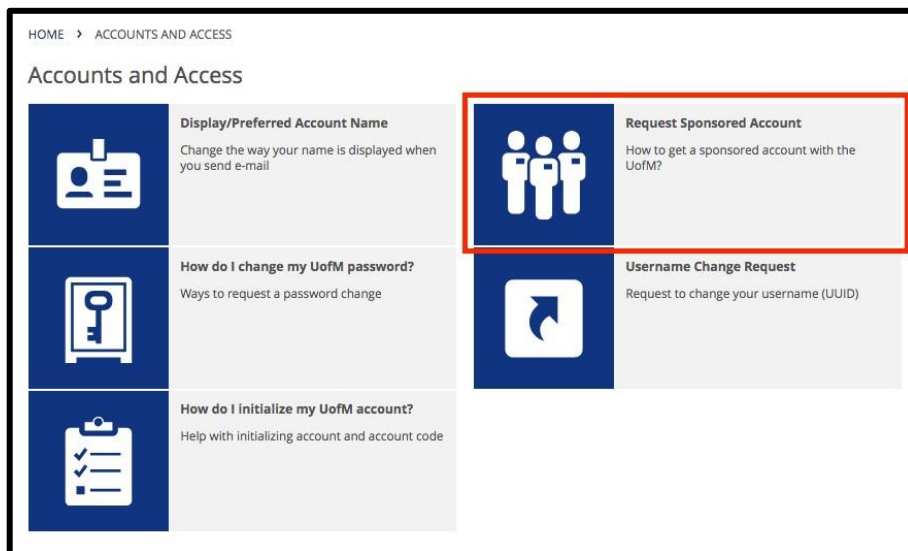 HOME > ACCOUNTS AND ACCESS
Accounts and Access
Display/Preferred Account Name
Change the way your name is displayed when
you send e-mail
Request Sponsored Account
How to get a sponsored account with the
UofM?
How do I change my UofM password?
Ways to request a password change
Username Change Request
Request to change your username (UUID)
How do I initialize my UofM account?
Help with initializing account and account code